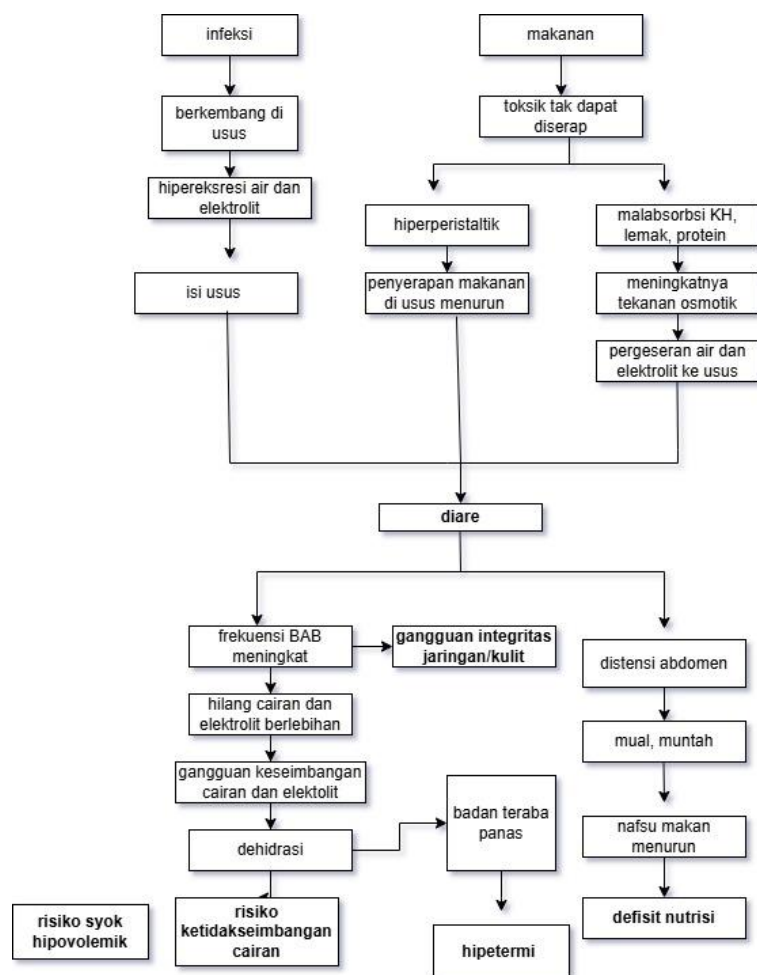 infeksi
makanan
berkembang di
usus
toksik tak dapat
diserap
hipereksresi air dan
elektrolit
hiperperistaltik
malabsorbsi KH,
lemak, protein
isi usus
penyerapan makanan
di usus menurun
meningkatnya
tekanan osmotik
pergeseran air dan
elektrolit ke usus
diare
frekuensi BAB
meningkat
gangguan integritas
jaringan/kulit
distensi abdomen
hilang cairan dan
elektrolit berlebihan
mual, muntah
gangguan keseimbangan
cairan dan elektolit
badan teraba
panas
nafsu makan
menurun
dehidrasi
risiko syok
hipovolemik
risiko
ketidakseimbangan
cairan
hipetermi
defisit nutrisi